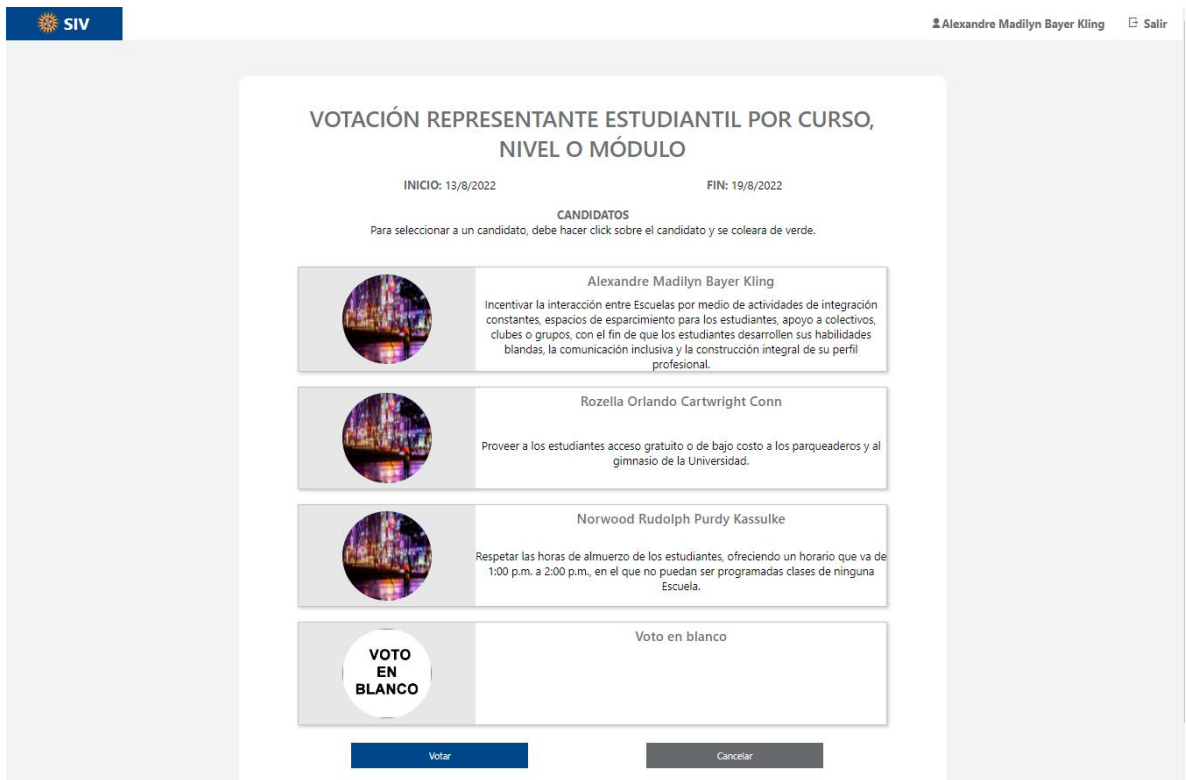 SIV
Alexandre Madilyn Bayer Kling
Salir
VOTACIÓN REPRESENTANTE ESTUDIANTIL POR CURSO,
NIVEL O MÓDULO
INICIO: 13/8/2022
FIN: 19/8/2022
CANDIDATOS
Para seleccionar a un candidato, debe hacer click sobre el candidato y se coleara de verde.
Alexandre Madilyn Bayer Kling
Incentivar la interacción entre Escuelas por medio de actividades de integración
constantes, espacios de esparcimiento para los estudiantes, apoyo a colectivos,
clubes o grupos, con el fin de que los estudiantes desarrollen sus habilidades
blandas, la comunicación inclusiva y la construcción integral de su perfil
profesional.
Rozella Orlando Cartwright Conn
Proveer a los estudiantes acceso gratuito o de bajo costo a los parqueaderos y al
gimnasio de la Universidad.
Norwood Rudolph Purdy Kassulke
Respetar las horas de almuerzo de los estudiantes, ofreciendo un horario que va de
1:00 p.m. a 2:00 p.m., en el que no puedan ser programadas clases de ninguna
Escuela.
VOTO
EN
BLANCO
Voto en blanco
Votar
Cancelar